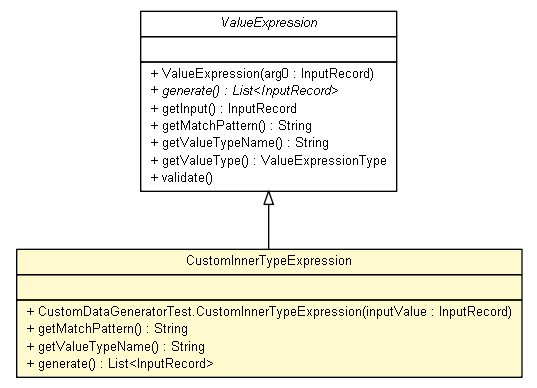 ValueExpression
+ ValueExpression(arg0 : InputRecord)
+ generate() : List<InputRecord>
+ getInput() : InputRecord
+ getMatchPattern() : String
+ getValueTypeName() : String
+ getValueType() : ValueExpressionType
+ validate()
CustomInnerTypeExpression
+ CustomDataGeneratorTest.CustomInnerTypeExpression(inputValue : InputRecord)
+ getMatchPattern() : String
+ getValueTypeName() : String
+ generate() : List<InputRecord>